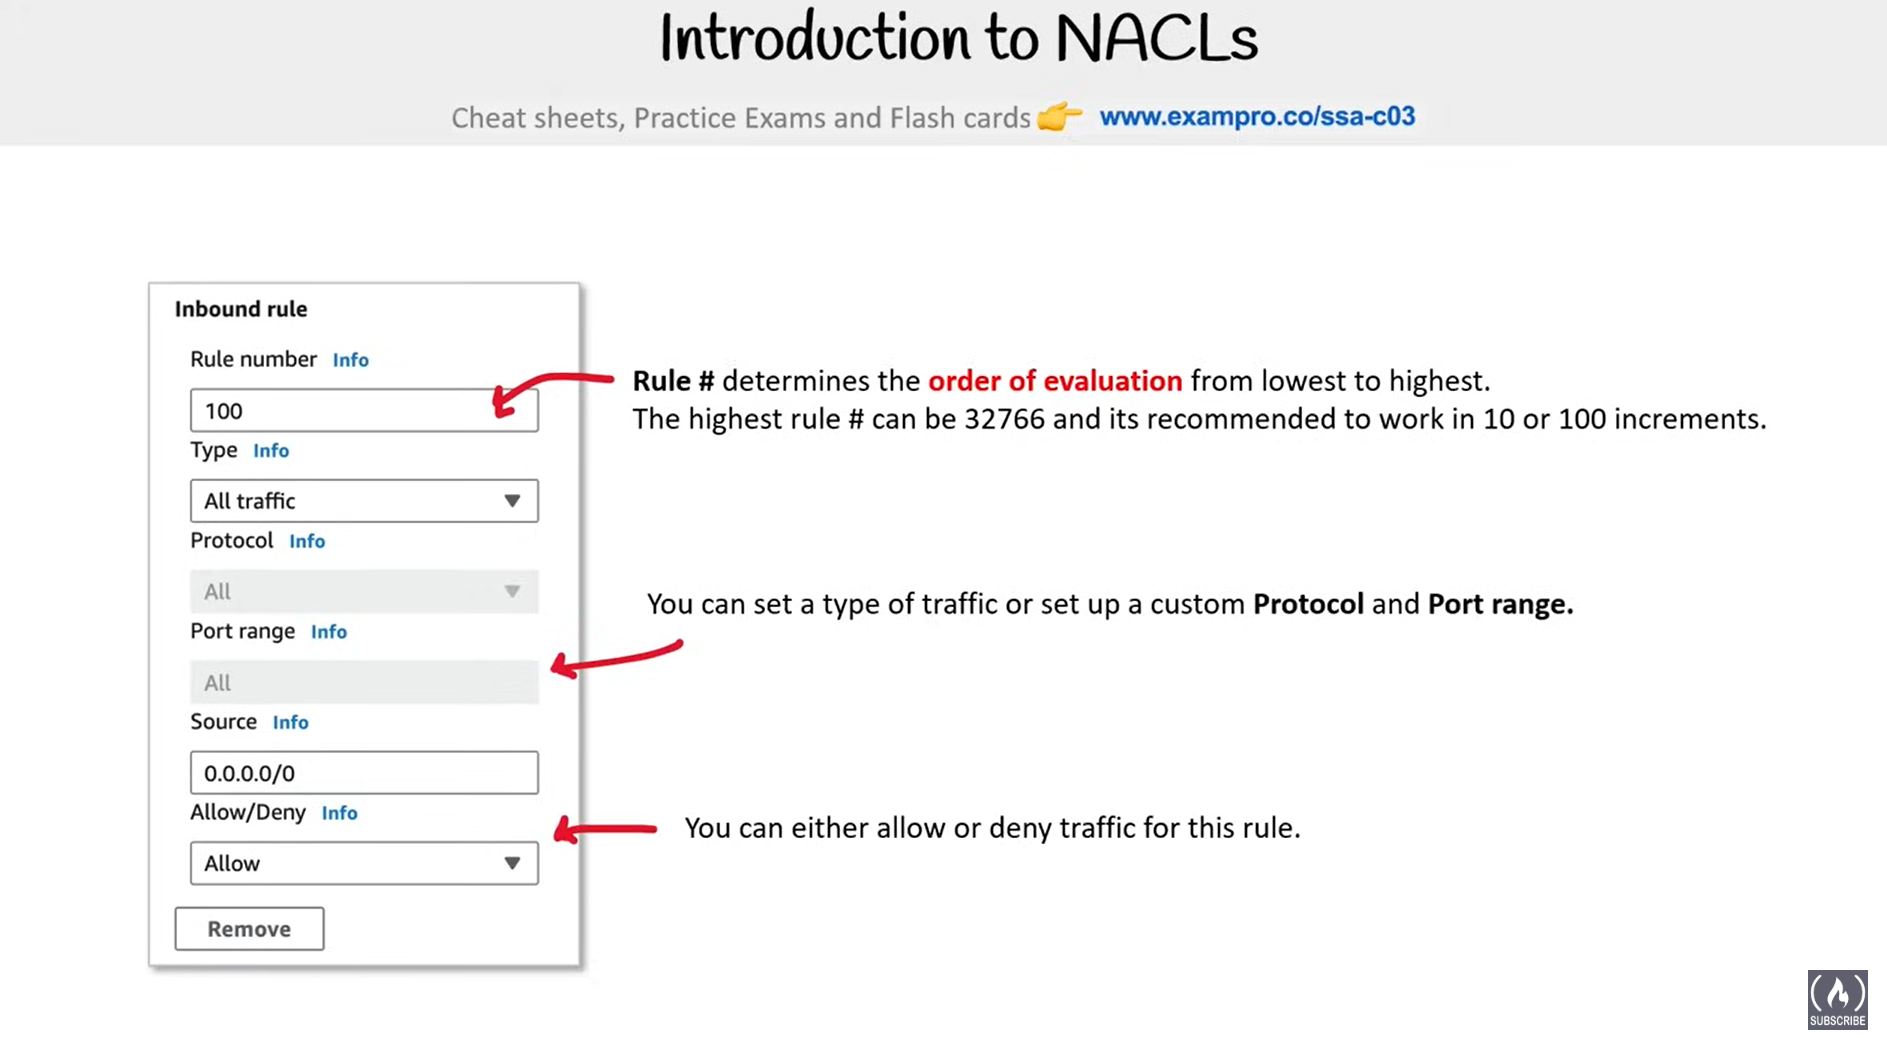 Introduction to NACLs
Cheat sheets, Practice Exams and Flash cards www.exampro.co/ssa-c03
Inbound rule
Rule number Info
100
Type Info
All traffic
Protocol Info
All
Port range Info
All
Source Info
0.0.0.0/0
Allow/Deny Info
Allow
Remove
Rule # determines the order of evaluation from lowest to highest.
The highest rule # can be 32766 and its recommended to work in 10 or 100 increments.
You can set a type of traffic or set up a custom Protocol and Port range.
You can either allow or deny traffic for this rule.
SUBSCRIBE